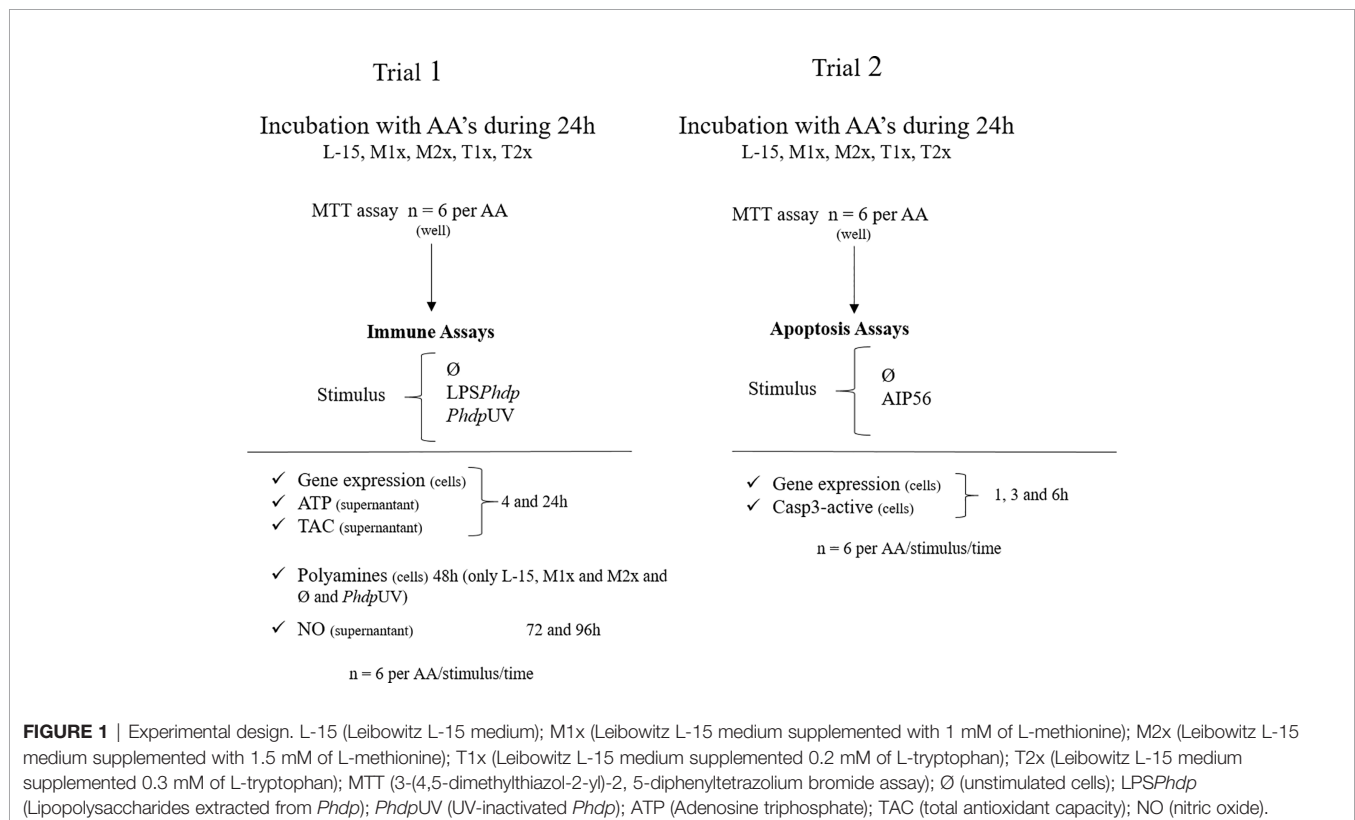 Trial 1
Incubation with AA's during 24h
L-15, M1x, M2x, T1x, T2x
MTT assay n = 6 per AA
(well)
Immune Assays
Stimulus
Ø
LPSPhdp
PhdpUV
✓ Gene expression (cells)
✓ ATP (supernantant)
✓ TAC (supernatant)
4 and 24h
✓ Polyamines (cells) 48h (only L-15, M1x and M2x and
Ø and PhdpUV)
✓ NO (supernantant) 72 and 96h
n = 6 per AA/stimulus/time
Trial 2
Incubation with AA's during 24h
L-15, M1x, M2x, T1x, T2x
MTT assay n = 6 per AA
(well)
Apoptosis Assays
Stimulus
Ø
AIP56
✓ Gene expression (cells)
✓ Casp3-active (cells)
1, 3 and 6h
n = 6 per AA/stimulus/time
FIGURE 1 | Experimental design. L-15 (Leibowitz L-15 medium); M1x (Leibowitz L-15 medium supplemented with 1 mM of L-methionine); M2x (Leibowitz L-15
medium supplemented with 1.5 mM of L-methionine); T1x (Leibowitz L-15 medium supplemented 0.2 mM of L-tryptophan); T2x (Leibowitz L-15 medium
supplemented 0.3 mM of L-tryptophan); MTT (3-(4,5-dimethylthiazol-2-yl)-2, 5-diphenyltetrazolium bromide assay); Ø (unstimulated cells); LPSPhdp
(Lipopolysaccharides extracted from Phdp); PhdpUV (UV-inactivated Phdp); ATP (Adenosine triphosphate); TAC (total antioxidant capacity); NO (nitric oxide).